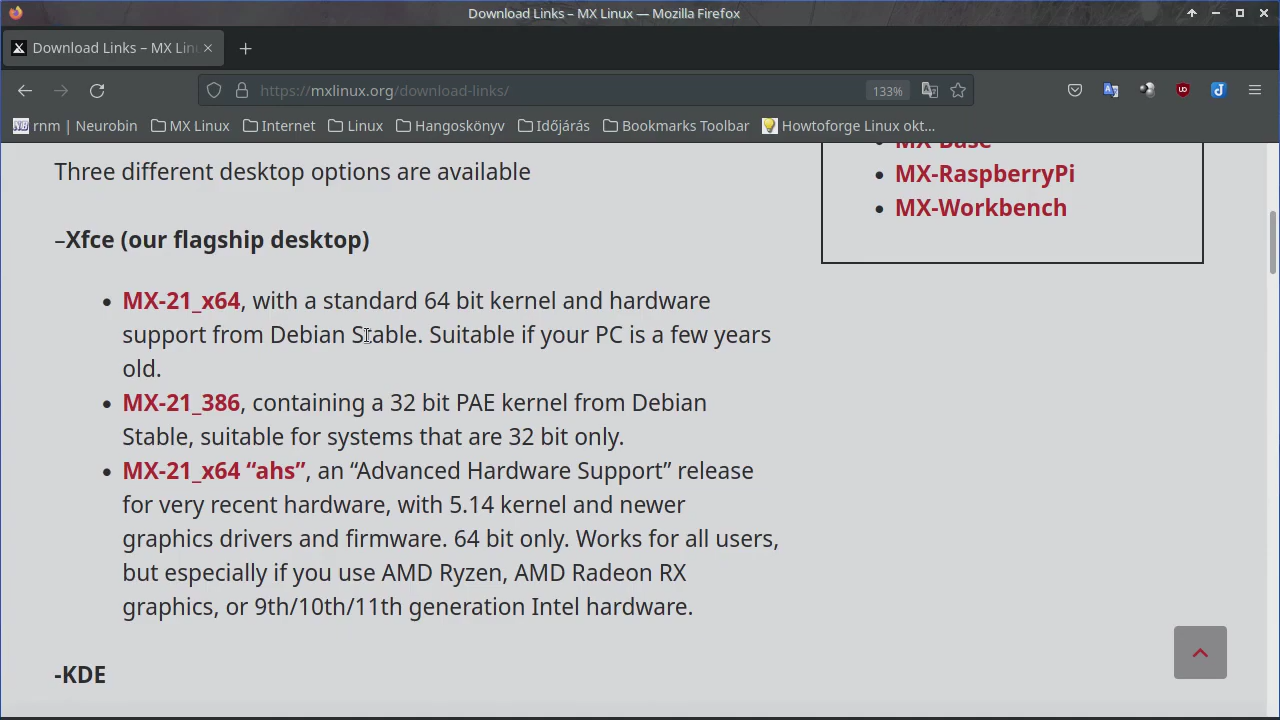 Download Links – MX Linux — Mozilla Firefox
Download Links – MX Lin
https://mxlinux.org/download-links/
133%
rnm | Neurobin
MX Linux
Internet
Linux
Hangoskönyv
Időjárás
Bookmarks Toolbar
Howtoforge Linux okt...
Three different desktop options are available
–Xfce (our flagship desktop)
• MX-21_x64, with a standard 64 bit kernel and hardware
support from Debian Stable. Suitable if your PC is a few years
old.
• MX-21_386, containing a 32 bit PAE kernel from Debian
Stable, suitable for systems that are 32 bit only.
• MX-21_x64 “ahs”, an “Advanced Hardware Support” release
for very recent hardware, with 5.14 kernel and newer
graphics drivers and firmware. 64 bit only. Works for all users,
but especially if you use AMD Ryzen, AMD Radeon RX
graphics, or 9th/10th/11th generation Intel hardware.
-KDE
MX-Base
• MX-RaspberryPi
• MX-Workbench